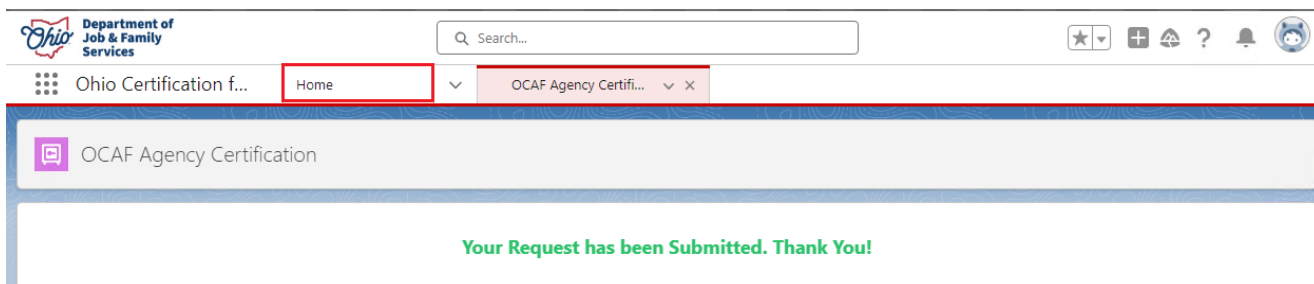 Ohio
Department of
Job & Family
Services
Search...
Ohio Certification f...
Home
OCAF Agency Certifi...
OCAF Agency Certification
Your Request has been Submitted. Thank You!